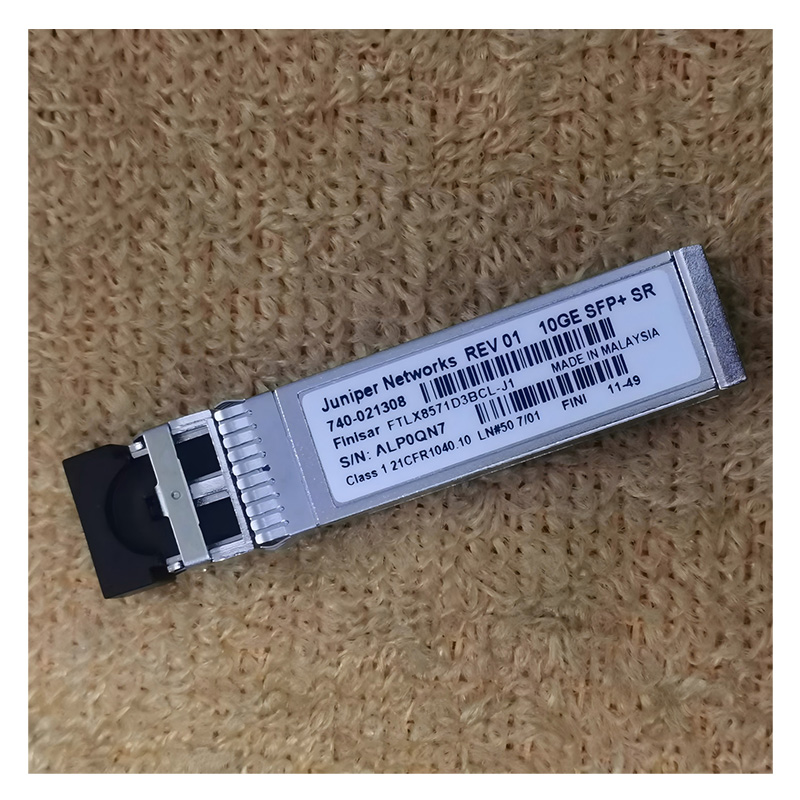 Juniper Networks REV 01 10GE SFP+ SR
740-021308
Finisar FTLX8571D3BCL-J1 MADE IN MALAYSIA
S/N: ALP0QN7 FINI 11-49
Class 1 21CFR1040.10 LN#50 7/01